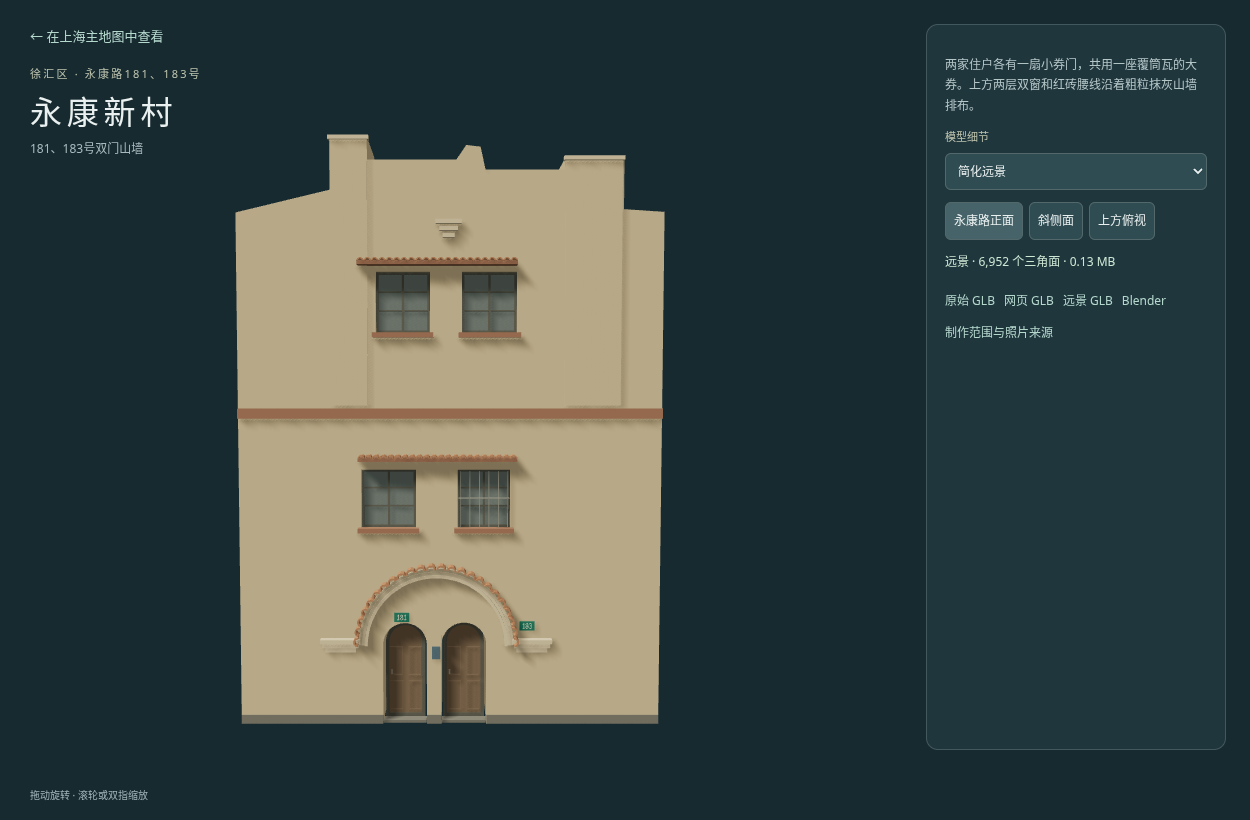 ← 在上海主地图中查看
徐汇区 · 永康路181、183号
永康新村
181、183号双门山墙
181
183
拖动旋转 · 滚轮或双指缩放
两家住户各有一扇小券门，共用一座覆筒瓦的大
券。上方两层双窗和红砖腰线沿着粗粒抹灰山墙
排布。
模型细节
简化远景
永康路正面 斜侧面 上方俯视
远景 · 6,952 个三角面 · 0.13 MB
原始 GLB 网页 GLB 远景 GLB Blender
制作范围与照片来源